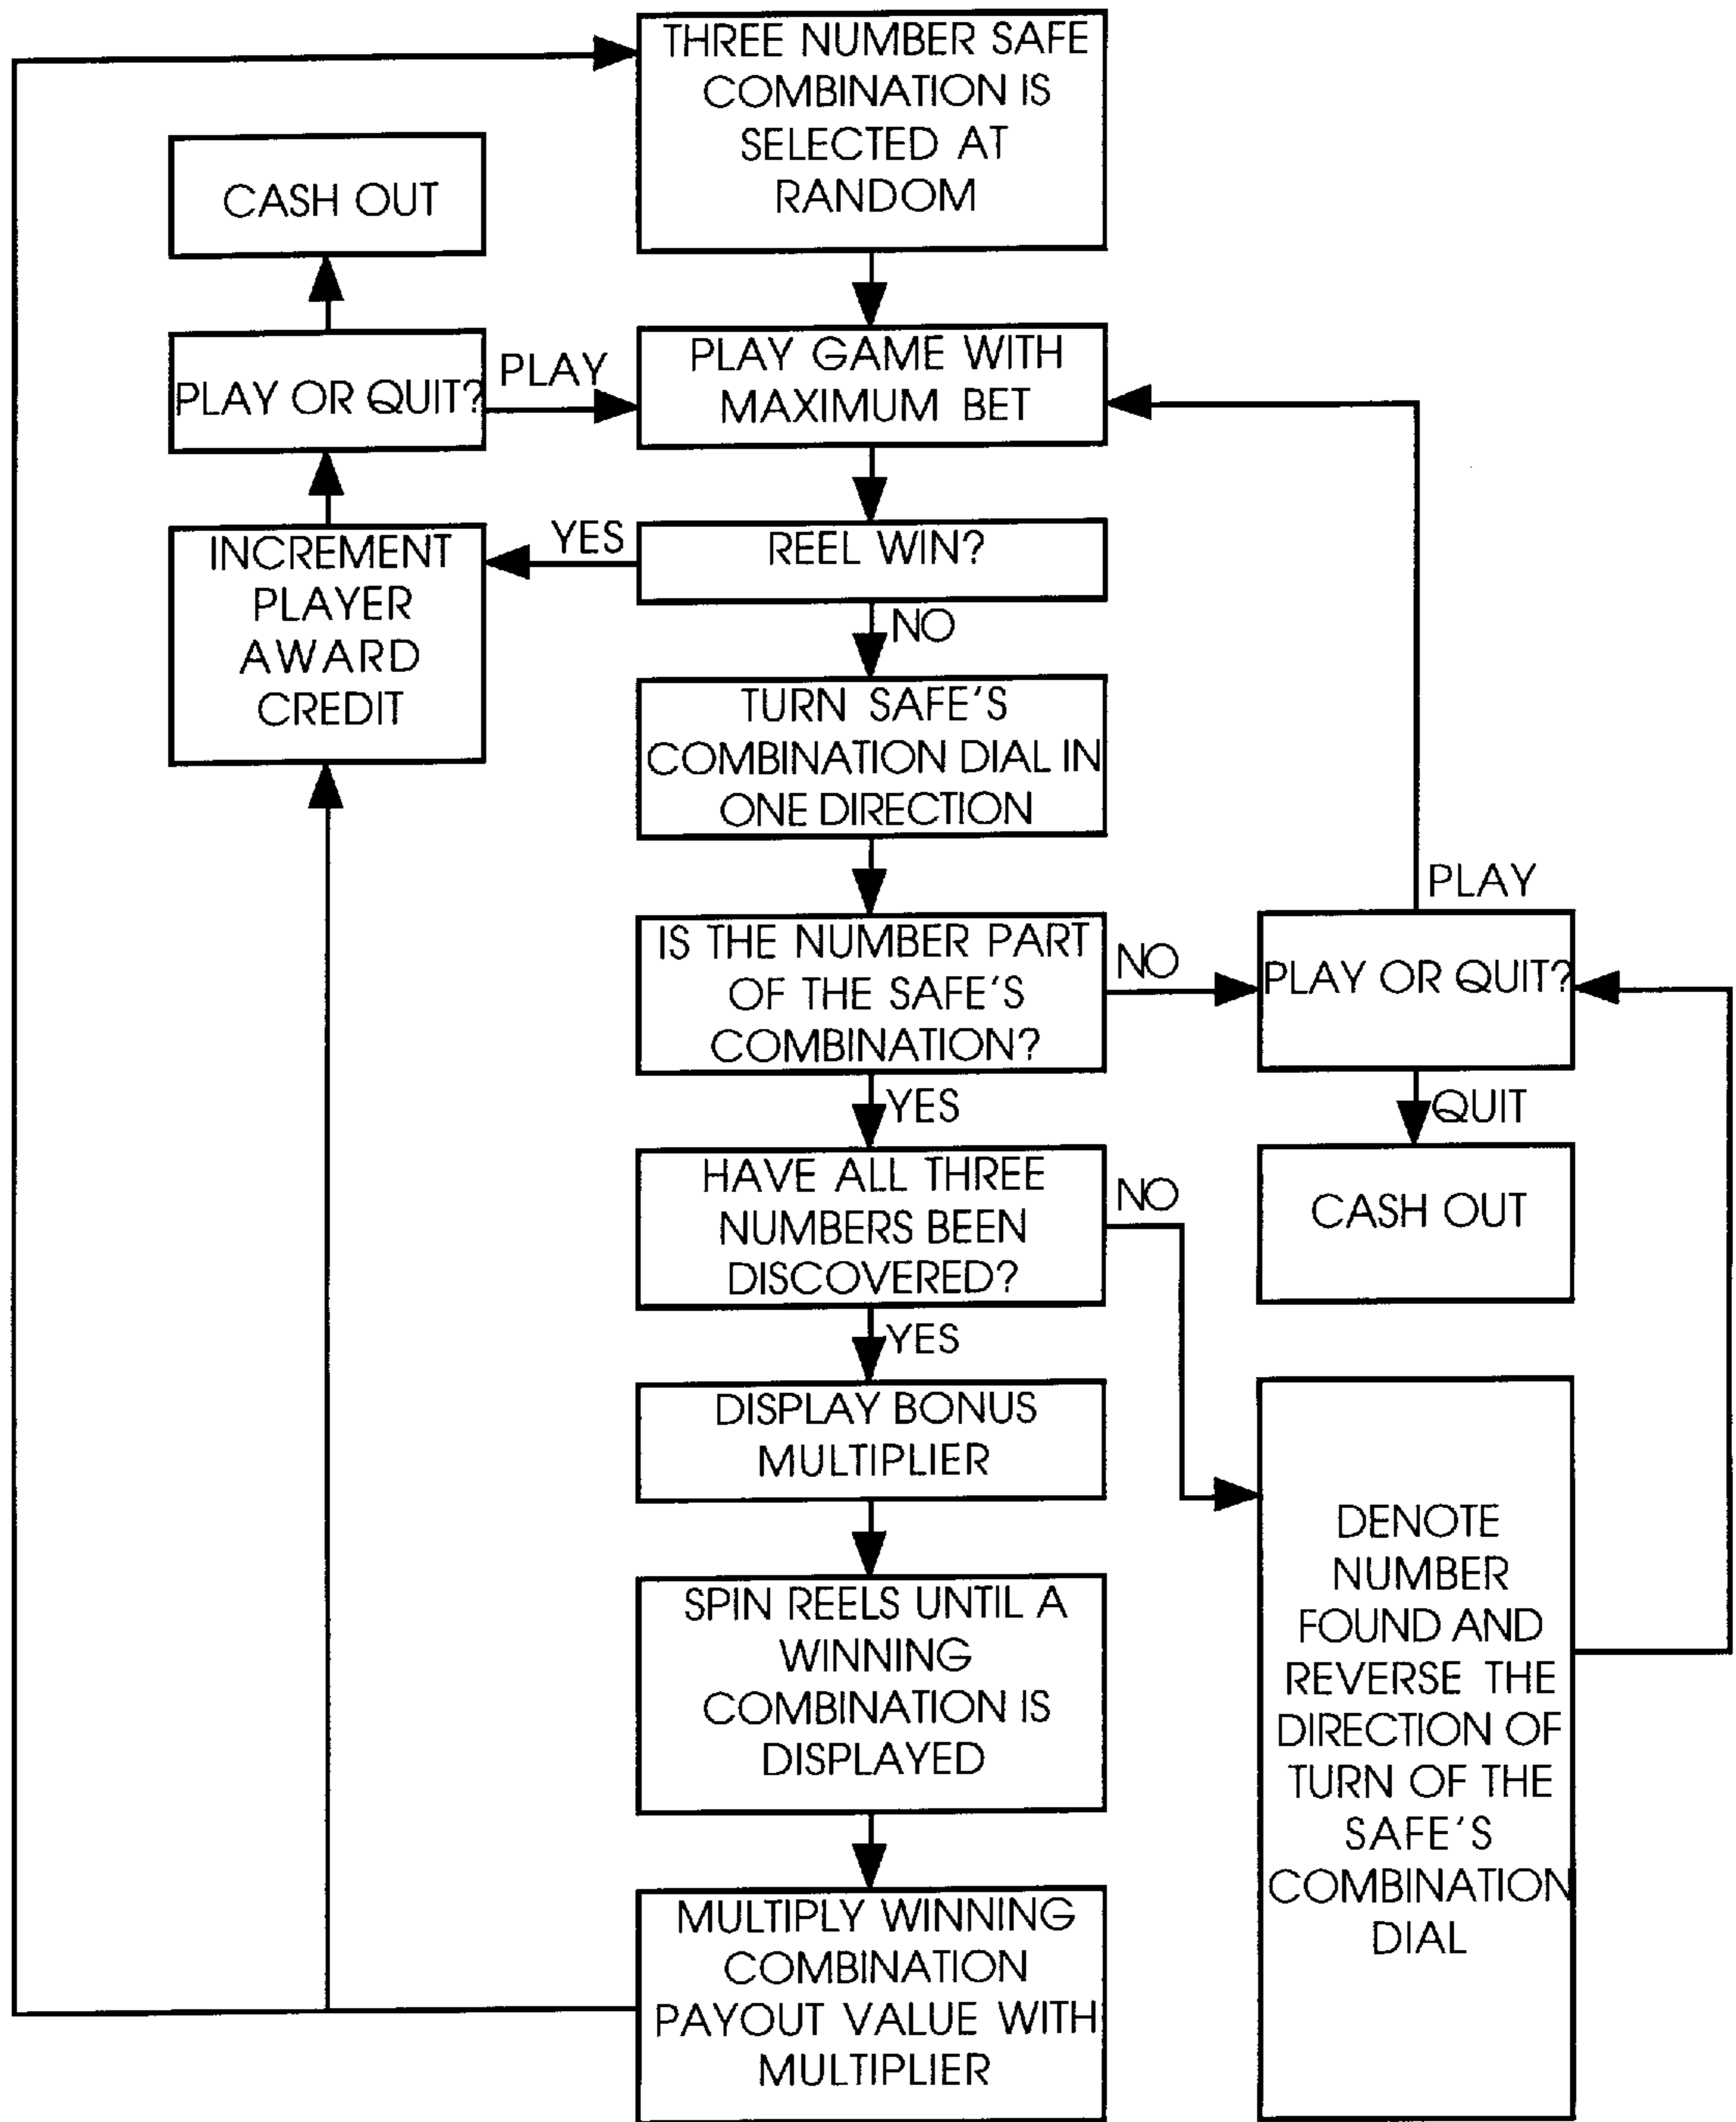 THREE NUMBER SAFE
COMBINATION IS
SELECTED AT
RANDOM
CASH OUT
PLAY OR QUIT?
PLAY
PLAY GAME WITH
MAXIMUM BET
INCREMENT
PLAYER
AWARD
CREDIT
YES
REEL WIN?
NO
TURN SAFE'S
COMBINATION DIAL IN
ONE DIRECTION
IS THE NUMBER PART
OF THE SAFE'S
COMBINATION?
NO
PLAY
PLAY OR QUIT?
YES
QUIT
CASH OUT
HAVE ALL THREE
NUMBERS BEEN
DISCOVERED?
NO
YES
DISPLAY BONUS
MULTIPLIER
DENOTE
NUMBER
FOUND AND
REVERSE THE
DIRECTION OF
TURN OF THE
SAFE'S
COMBINATION
DIAL
SPIN REELS UNTIL A
WINNING
COMBINATION IS
DISPLAYED
MULTIPLY WINNING
COMBINATION
PAYOUT VALUE WITH
MULTIPLIER